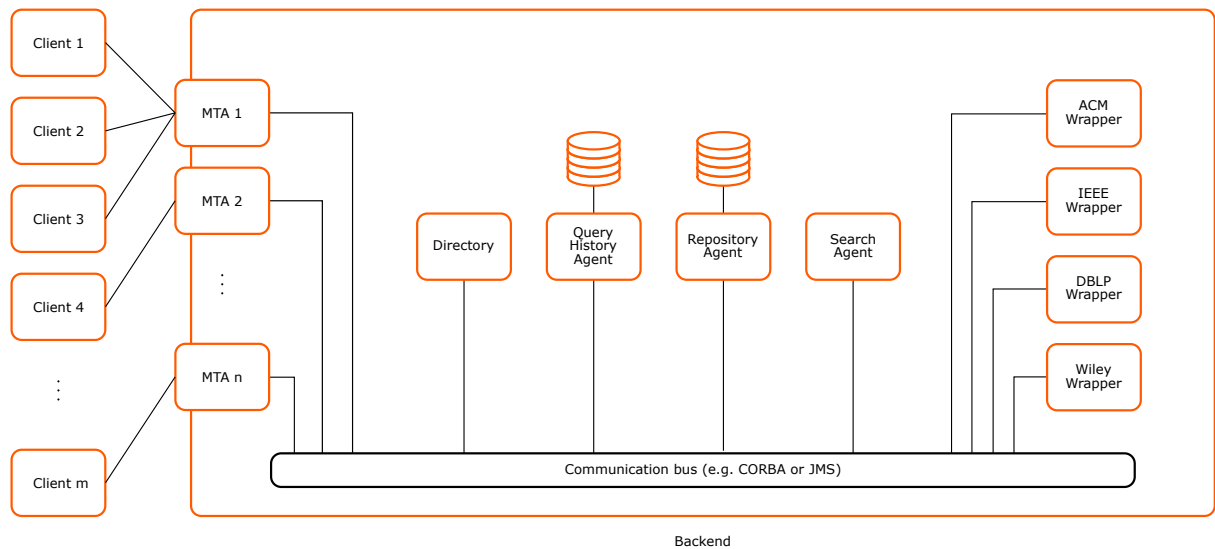 Client 1
Client 2
Client 3
Client 4
⋮
Client m
MTA 1
MTA 2
⋮
MTA n
Directory
Query
History
Agent
Repository
Agent
Search
Agent
ACM
Wrapper
IEEE
Wrapper
DBLP
Wrapper
Wiley
Wrapper
Communication bus (e.g. CORBA or JMS)
Backend